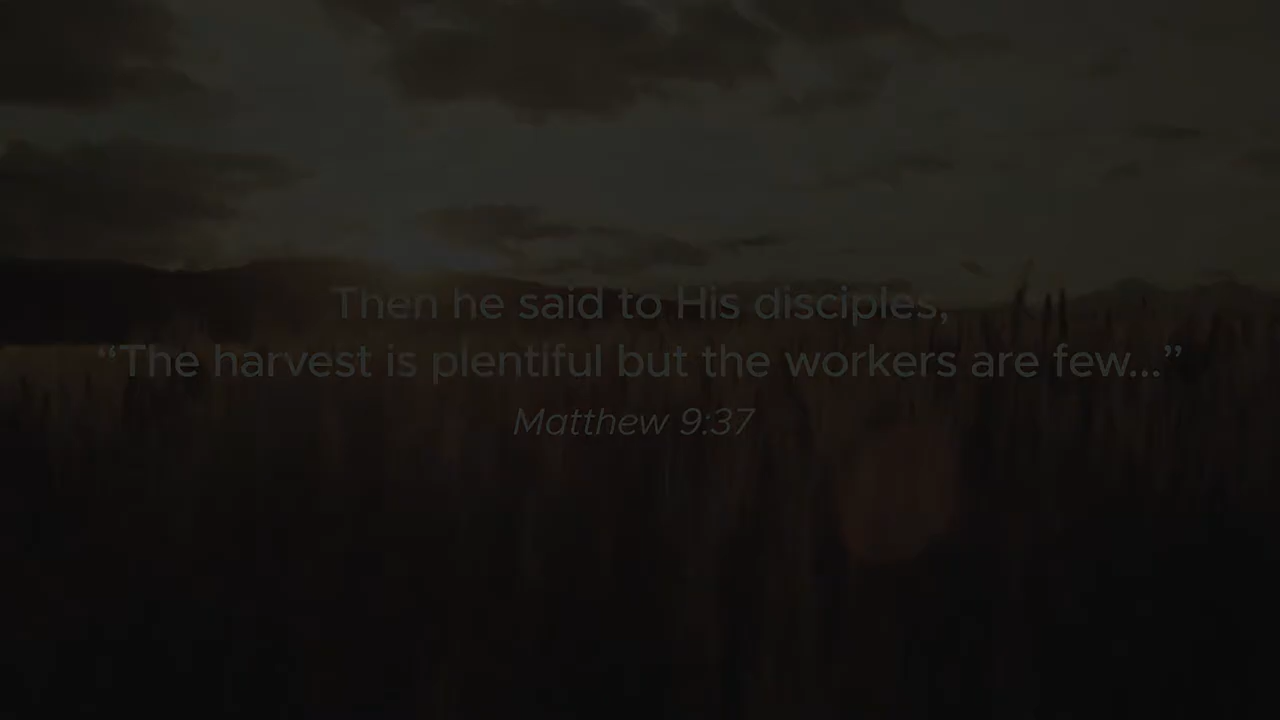 Then he said to His disciples,
“The harvest is plentiful but the workers are few...”
Matthew 9:37